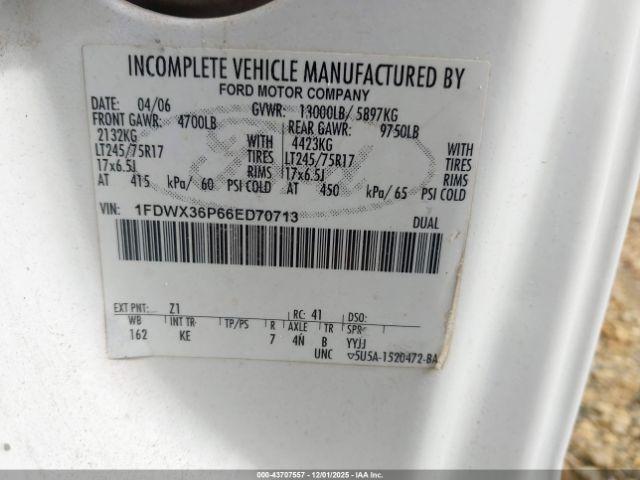 INCOMPLETE VEHICLE MANUFACTURED BY
FORD MOTOR COMPANY
DATE: 04/06 GVWR: 13000LB/ 5897KG
FRONT GAWR: 4700LB REAR GAWR: 9750LB
2132KG WITH 4423KG WITH
LT245/75R17 TIRES LT245/75R17 TIRES
17x6.5J RIMS 17x6.5J RIMS
AT 415 kPa/ 60 PSI COLD AT 450 kPa/ 65 PSI COLD
VIN: 1FDWX36P66ED70713 DUAL
EXT PNT: Z1 RC: 41 DSO:
WB INT TR TP/PS R AXLE TR SPR
162 KE 7 4N B YYJJ
UNC ▽5U5A-1520472-BA
--- 43707557 - 12/01/2025 - IAAI.COM ---